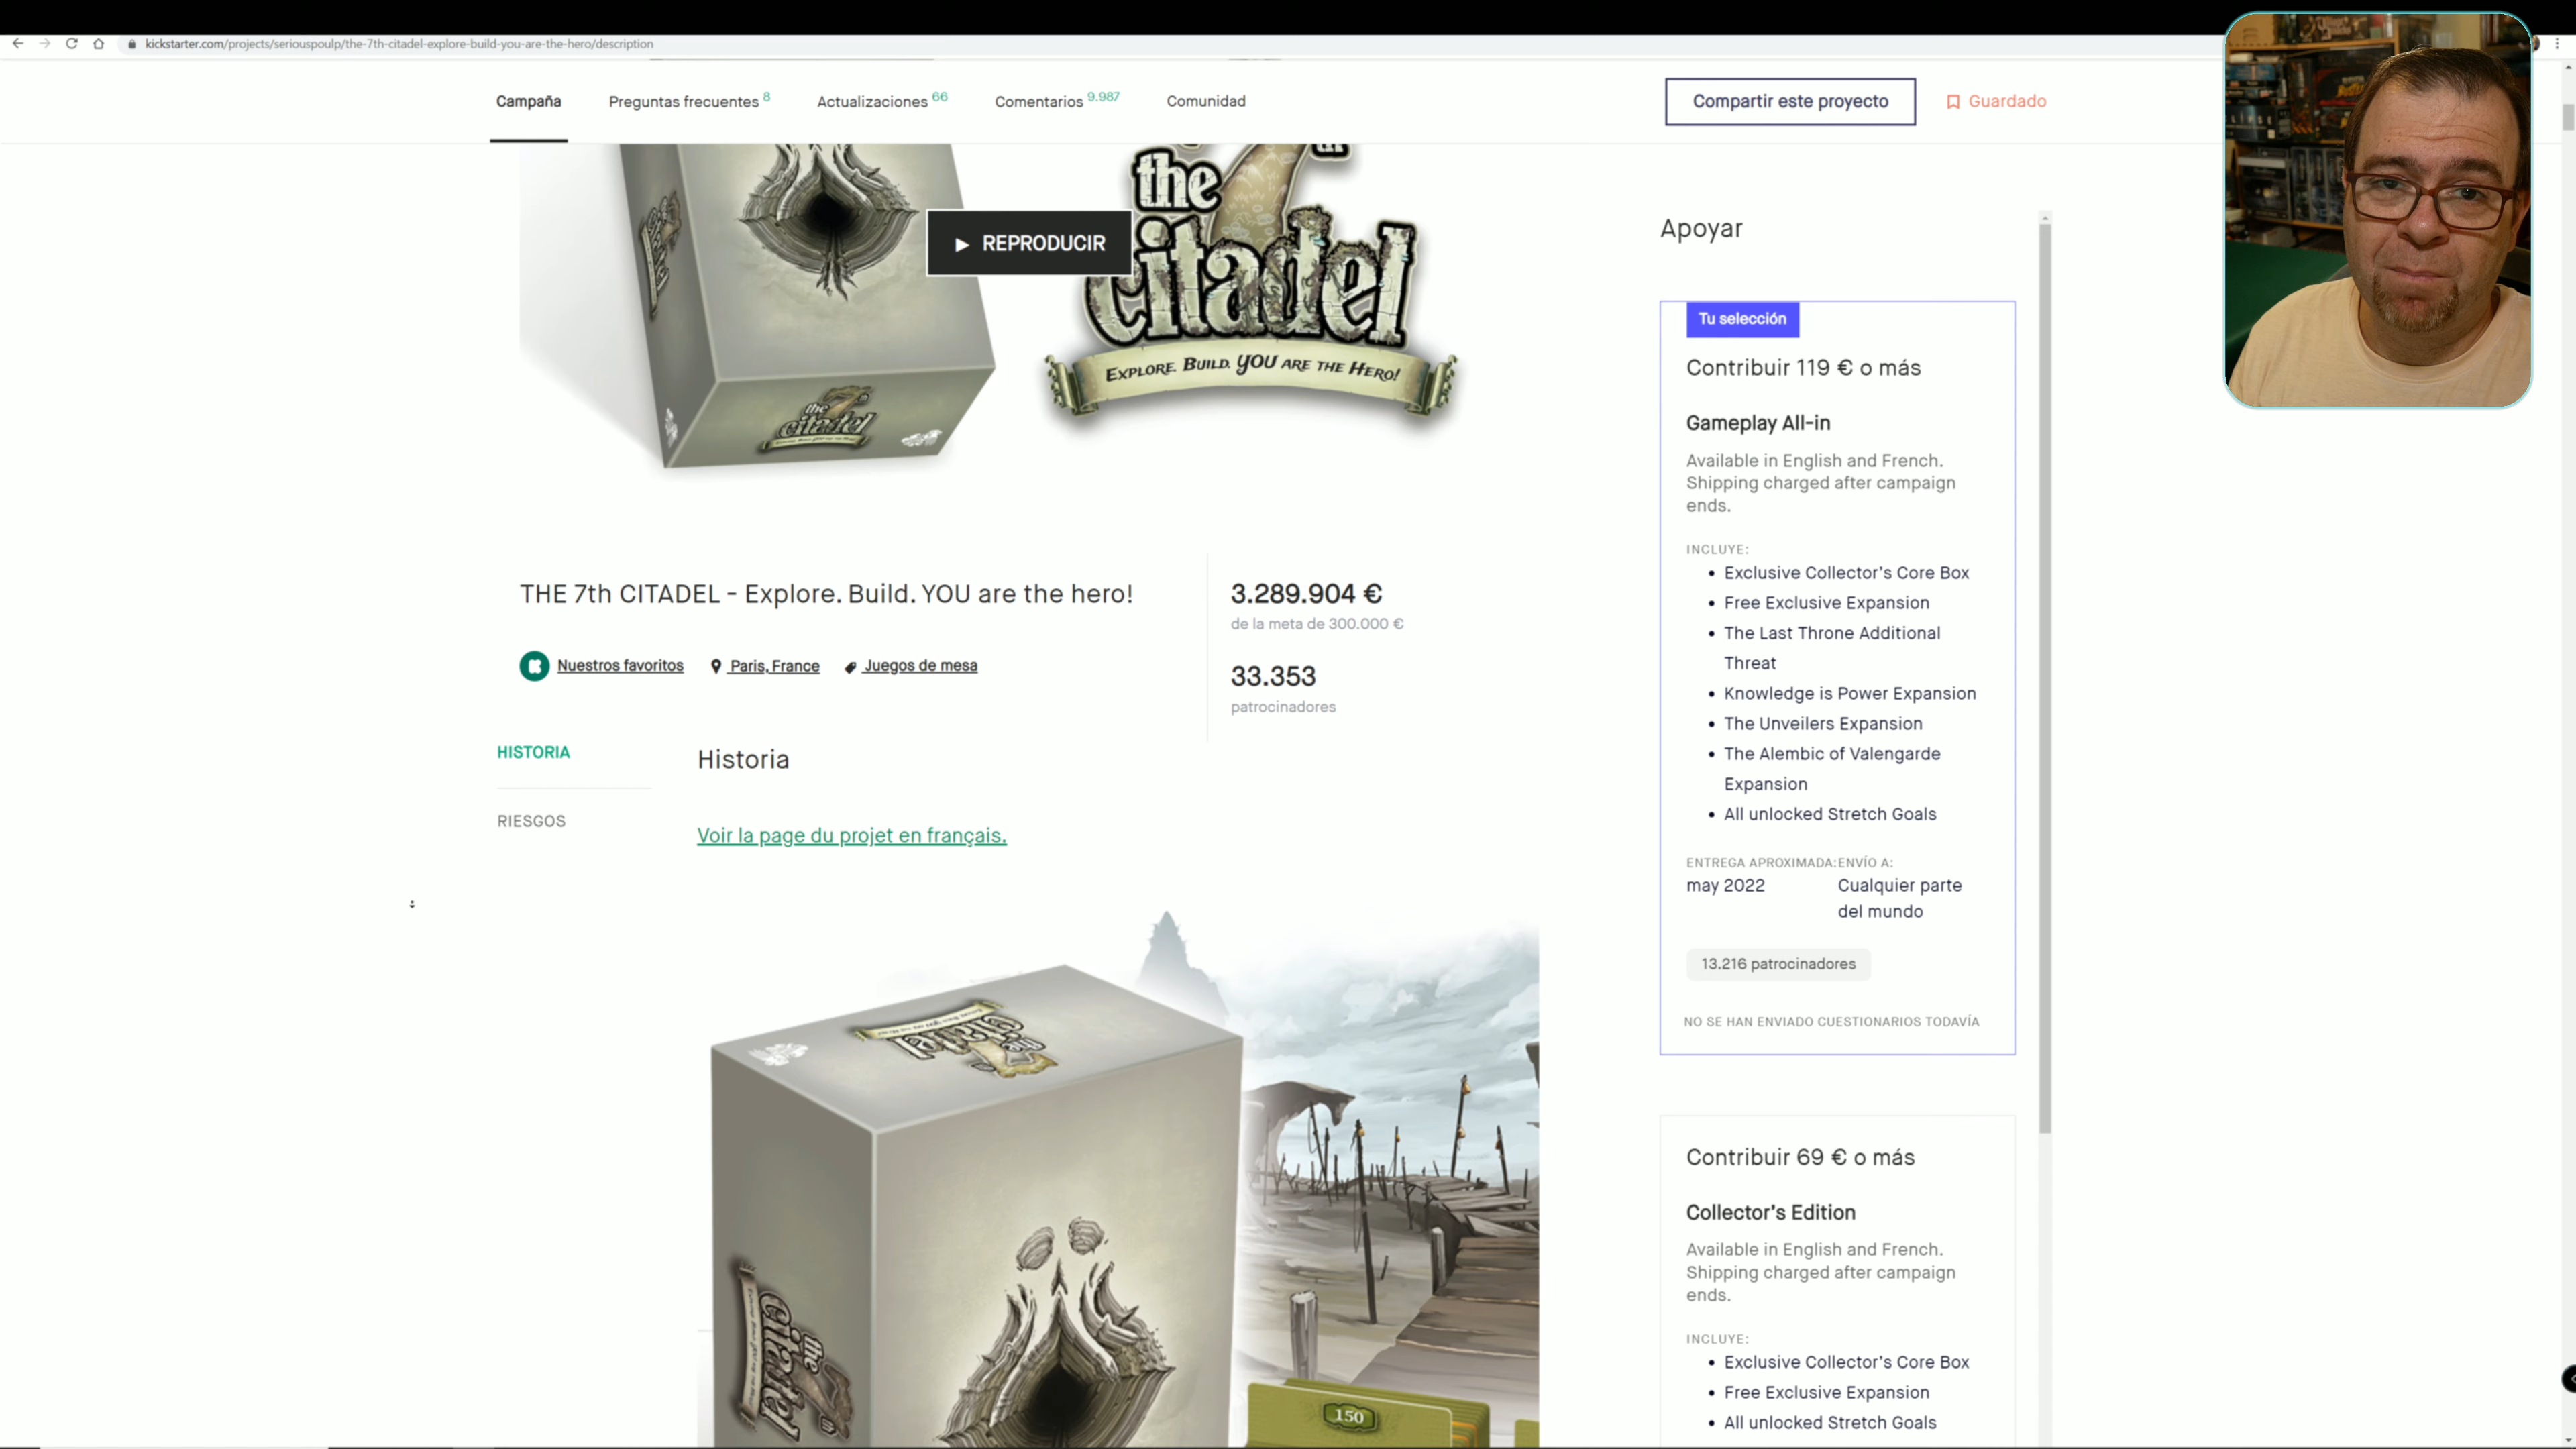 kickstarter.com/projects/seriouspoulp/the-7th-citadel-explore-build-you-are-the-hero/description
Campaña
Preguntas frecuentes 8
Actualizaciones 66
Comentarios 9.987
Comunidad
Compartir este proyecto
Guardado
the
citadel
EXPLORE. BUILD. YOU ARE THE HERO!
REPRODUCIR
the
citadel
THE 7th CITADEL - Explore. Build. YOU are the hero!
Nuestros favoritos
Paris, France
Juegos de mesa
3.289.904 €
de la meta de 300.000 €
33.353
patrocinadores
HISTORIA
RIESGOS
Historia
Voir la page du projet en français.
the
citadel
the
citadel
150
Apoyar
Tu selección
Contribuir 119 € o más
Gameplay All-in
Available in English and French.
Shipping charged after campaign
ends.
INCLUYE:
• Exclusive Collector's Core Box
• Free Exclusive Expansion
• The Last Throne Additional
Threat
• Knowledge is Power Expansion
• The Unveilers Expansion
• The Alembic of Valengarde
Expansion
• All unlocked Stretch Goals
ENTREGA APROXIMADA: ENVÍO A:
may 2022 Cualquier parte
del mundo
13.216 patrocinadores
NO SE HAN ENVIADO CUESTIONARIOS TODAVÍA
Contribuir 69 € o más
Collector's Edition
Available in English and French.
Shipping charged after campaign
ends.
INCLUYE:
• Exclusive Collector's Core Box
• Free Exclusive Expansion
• All unlocked Stretch Goals